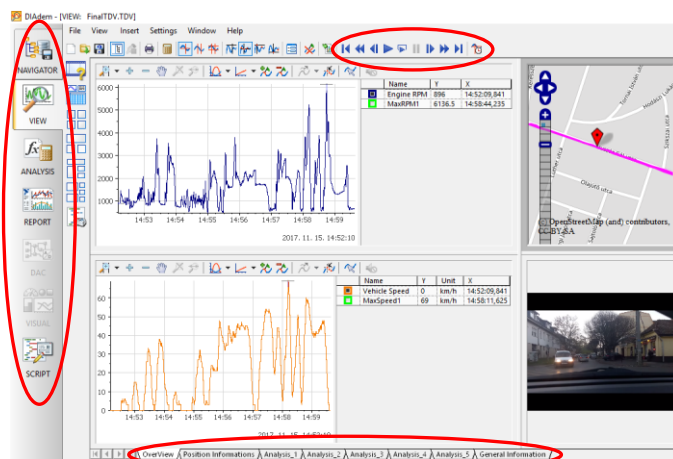 DIAdem - [VIEW: FinalTDV.TDV]
File View Insert Settings Window Help
NAVIGATOR
VIEW
ANALYSIS
REPORT
DAC
VISUAL
SCRIPT
Name Y X
Engine RPM 896 14:52:09,841
MaxRPM1 6136.5 14:58:44,235
6000
5000
4000
3000
2000
1000
14:53 14:54 14:55 14:56 14:57 14:58 14:59
2017. 11. 15. 14:52:10
(c) OpenStreetMap (and) contributors,
CC-BY-SA
Name Y Unit X
Vehicle Speed 0 km/h 14:52:09,841
MaxSpeed1 69 km/h 14:58:11,625
60
50
40
30
20
10
0
14:53 14:54 14:55 14:56 14:57 14:58 14:59
2017. 11. 15. 14:52:10
OverView Position Informations Analysis_1 Analysis_2 Analysis_3 Analysis_4 Analysis_5 General Information